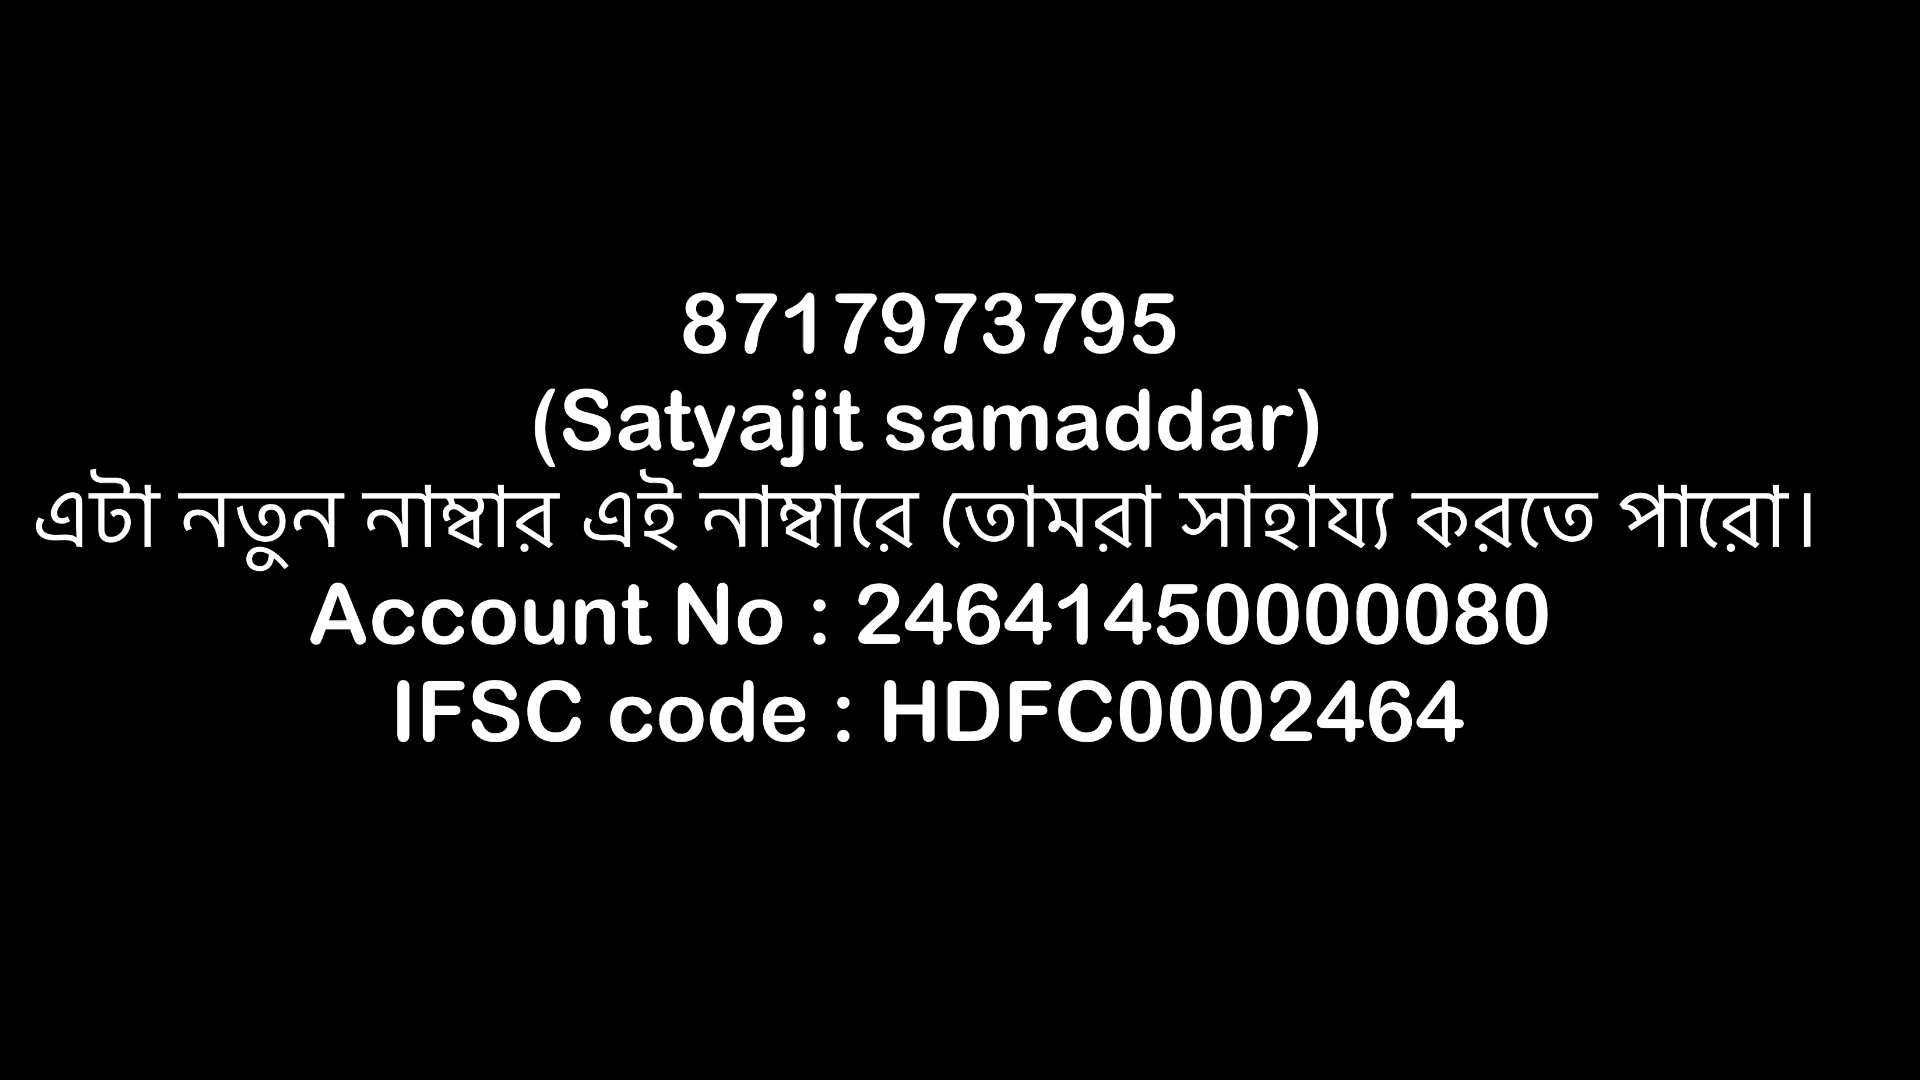 8717973795
(Satyajit samaddar)
এটা নতুন নাম্বার এই নাম্বারে তোমরা সাহায্য করতে পারো।
Account No : 24641450000080
IFSC code : HDFC0002464